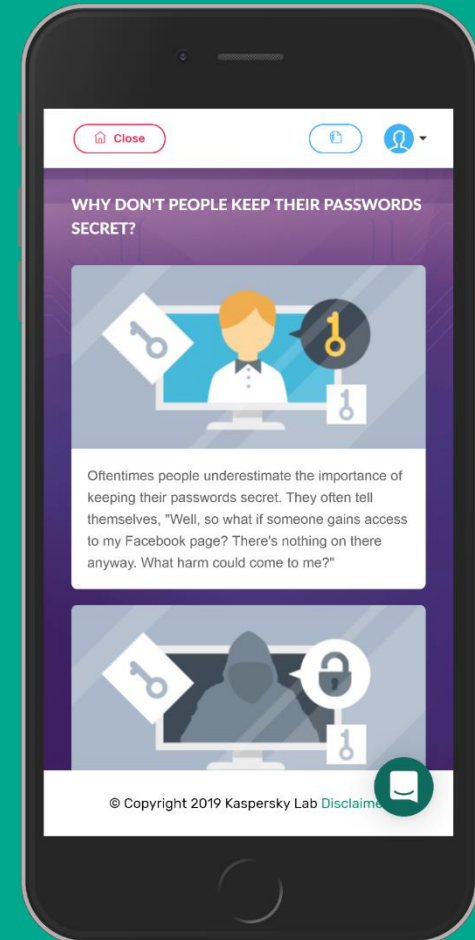 Close
WHY DON'T PEOPLE KEEP THEIR PASSWORDS
SECRET?
Oftentimes people underestimate the importance of
keeping their passwords secret. They often tell
themselves, "Well, so what if someone gains access
to my Facebook page? There's nothing on there
anyway. What harm could come to me?"
© Copyright 2019 Kaspersky Lab Disclaime